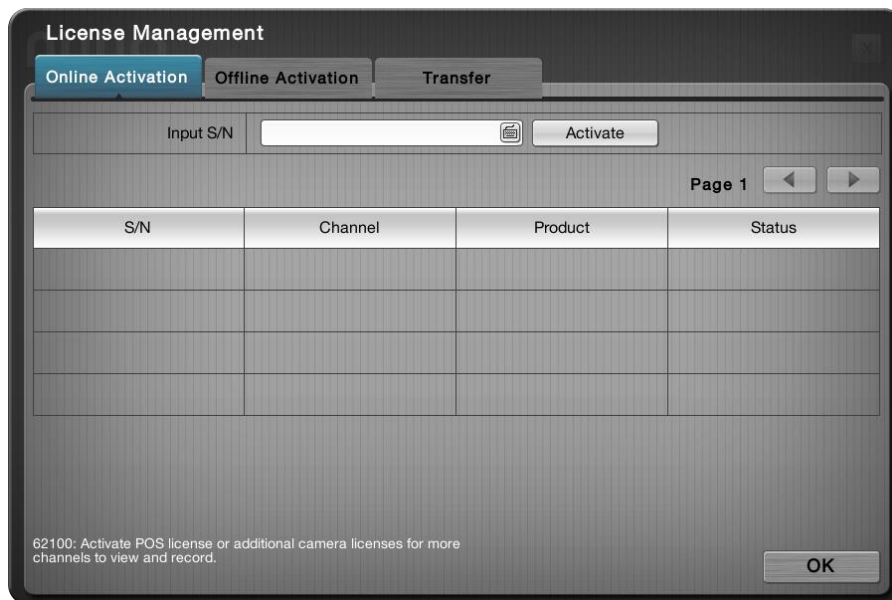 License Management
Online Activation
Offline Activation
Transfer
Input S/N
Activate
Page 1
S/N Channel Product Status
62100: Activate POS license or additional camera licenses for more
channels to view and record.
OK